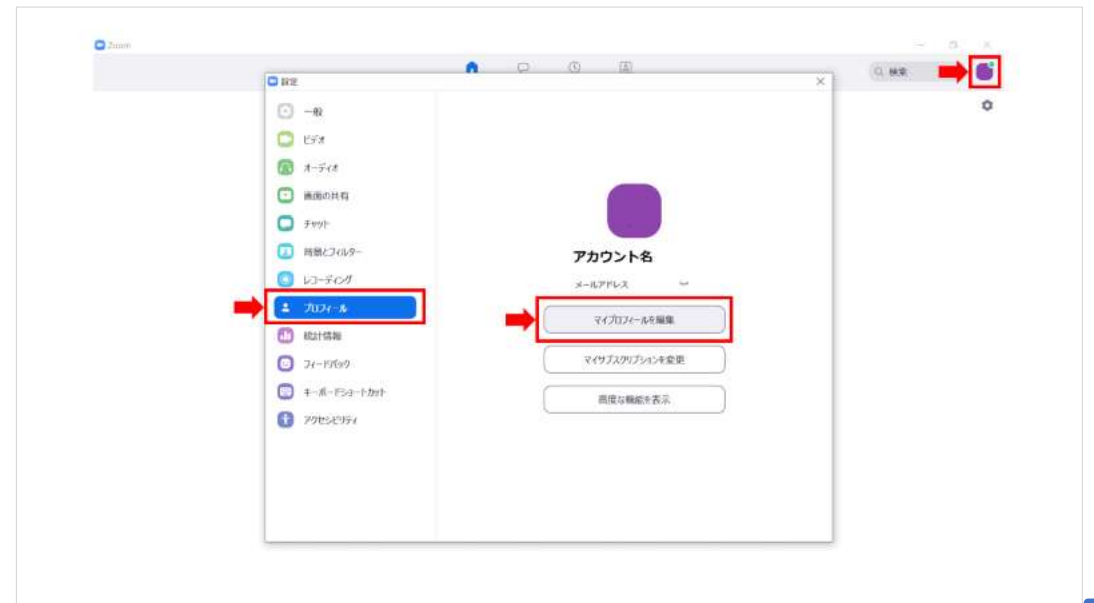 Zoom
検索
設定
一般
ビデオ
オーディオ
画面の共有
チャット
背景とフィルター
レコーディング
プロフィール
統計情報
フィードバック
キーボードショートカット
アクセシビリティ
アカウント名
メールアドレス
マイプロフィールを編集
マイサブスクリプションを変更
高度な機能を表示